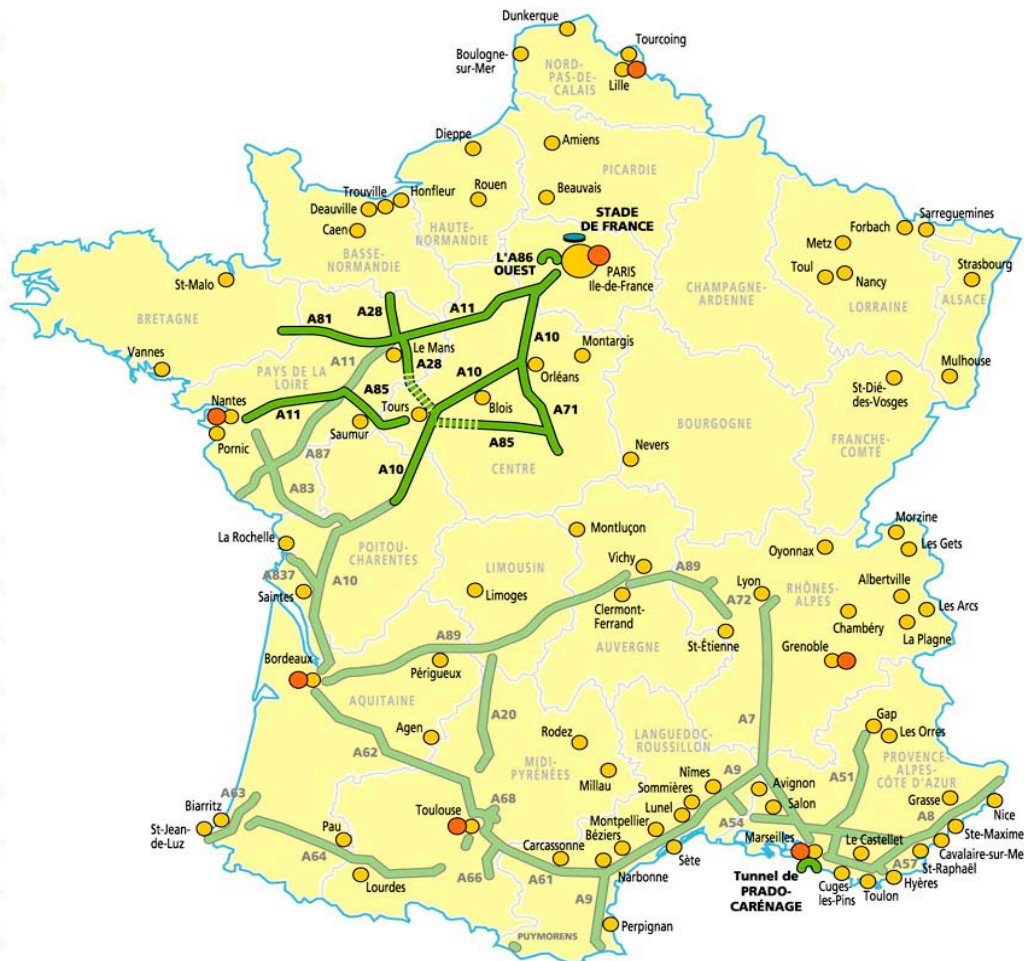 Dunkerque
Tourcoing
Boulogne-
sur-Mer
NORD-
PAS-DE-
CALAIS
Lille
Dieppe
Amiens
PICARDIE
Trouville
Honfleur
Rouen
Beauvais
Deauville
Caen
HAUTE-
NORMANDIE
STADE
DE FRANCE
Forbach
Sarreguemines
Metz
BASSE-
NORMANDIE
L'A86
OUEST
PARIS
Ile-de-France
Toul
Nancy
Strasbourg
St-Malo
CHAMPAGNE-
ARDENNE
LORRAINE
ALSACE
BRETAGNE
A81
A28
A11
A10
Montargis
Vannes
A11
Le Mans
A28
A10
Orléans
Mulhouse
PAYS DE LA
LOIRE
A85
St-Dié-
des-Vosges
Nantes
A11
Tours
Blois
A71
Saumur
A85
BOURGOGNE
Pornic
A87
A10
CENTRE
Nevers
FRANCHE-
COMTÉ
A83
La Rochelle
Montluçon
Morzine
Les Gets
POITOU-
CHARENTES
Oyonnax
A837
A10
LIMOUSIN
Vichy
A89
Saintes
Limoges
Clermont-
Ferrand
Lyon
A72
RHÔNES-
ALPES
Albertville
Les Arcs
Chambéry
La Plagne
A89
AUVERGNE
St-Étienne
Grenoble
Bordeaux
Périgueux
AQUITAINE
A20
A7
Gap
Les Orres
Agen
Rodez
LANGUEDOC-
ROUSSILLON
A62
MIDI-
PYRÉNÉES
Millau
Nîmes
A9
A51
PROVENCE-
ALPES-
CÔTE D'AZUR
A63
Biarritz
Sommières
Avignon
Grasse
A68
Lunel
Salon
Nice
St-Jean-
de-Luz
Toulouse
Montpellier
A54
A8
Pau
Béziers
Marseilles
Le Castellet
Ste-Maxime
A64
Carcassonne
Cavalaire-sur-Me
Lourdes
A66
A61
Narbonne
Sète
A57
St-Raphaël
Hyères
Toulon
Cuges-
les-Pins
Tunnel de
PRADO-
CARÉNAGE
A9
Perpignan
PUYMORENS